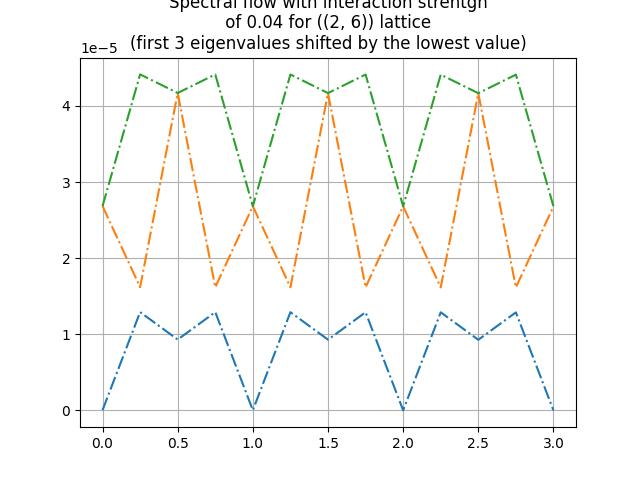 Spectral flow with interaction strentgh
of 0.04 for ((2, 6)) lattice
(first 3 eigenvalues shifted by the lowest value)
1e−5
4
3
2
1
0
0.0 0.5 1.0 1.5 2.0 2.5 3.0